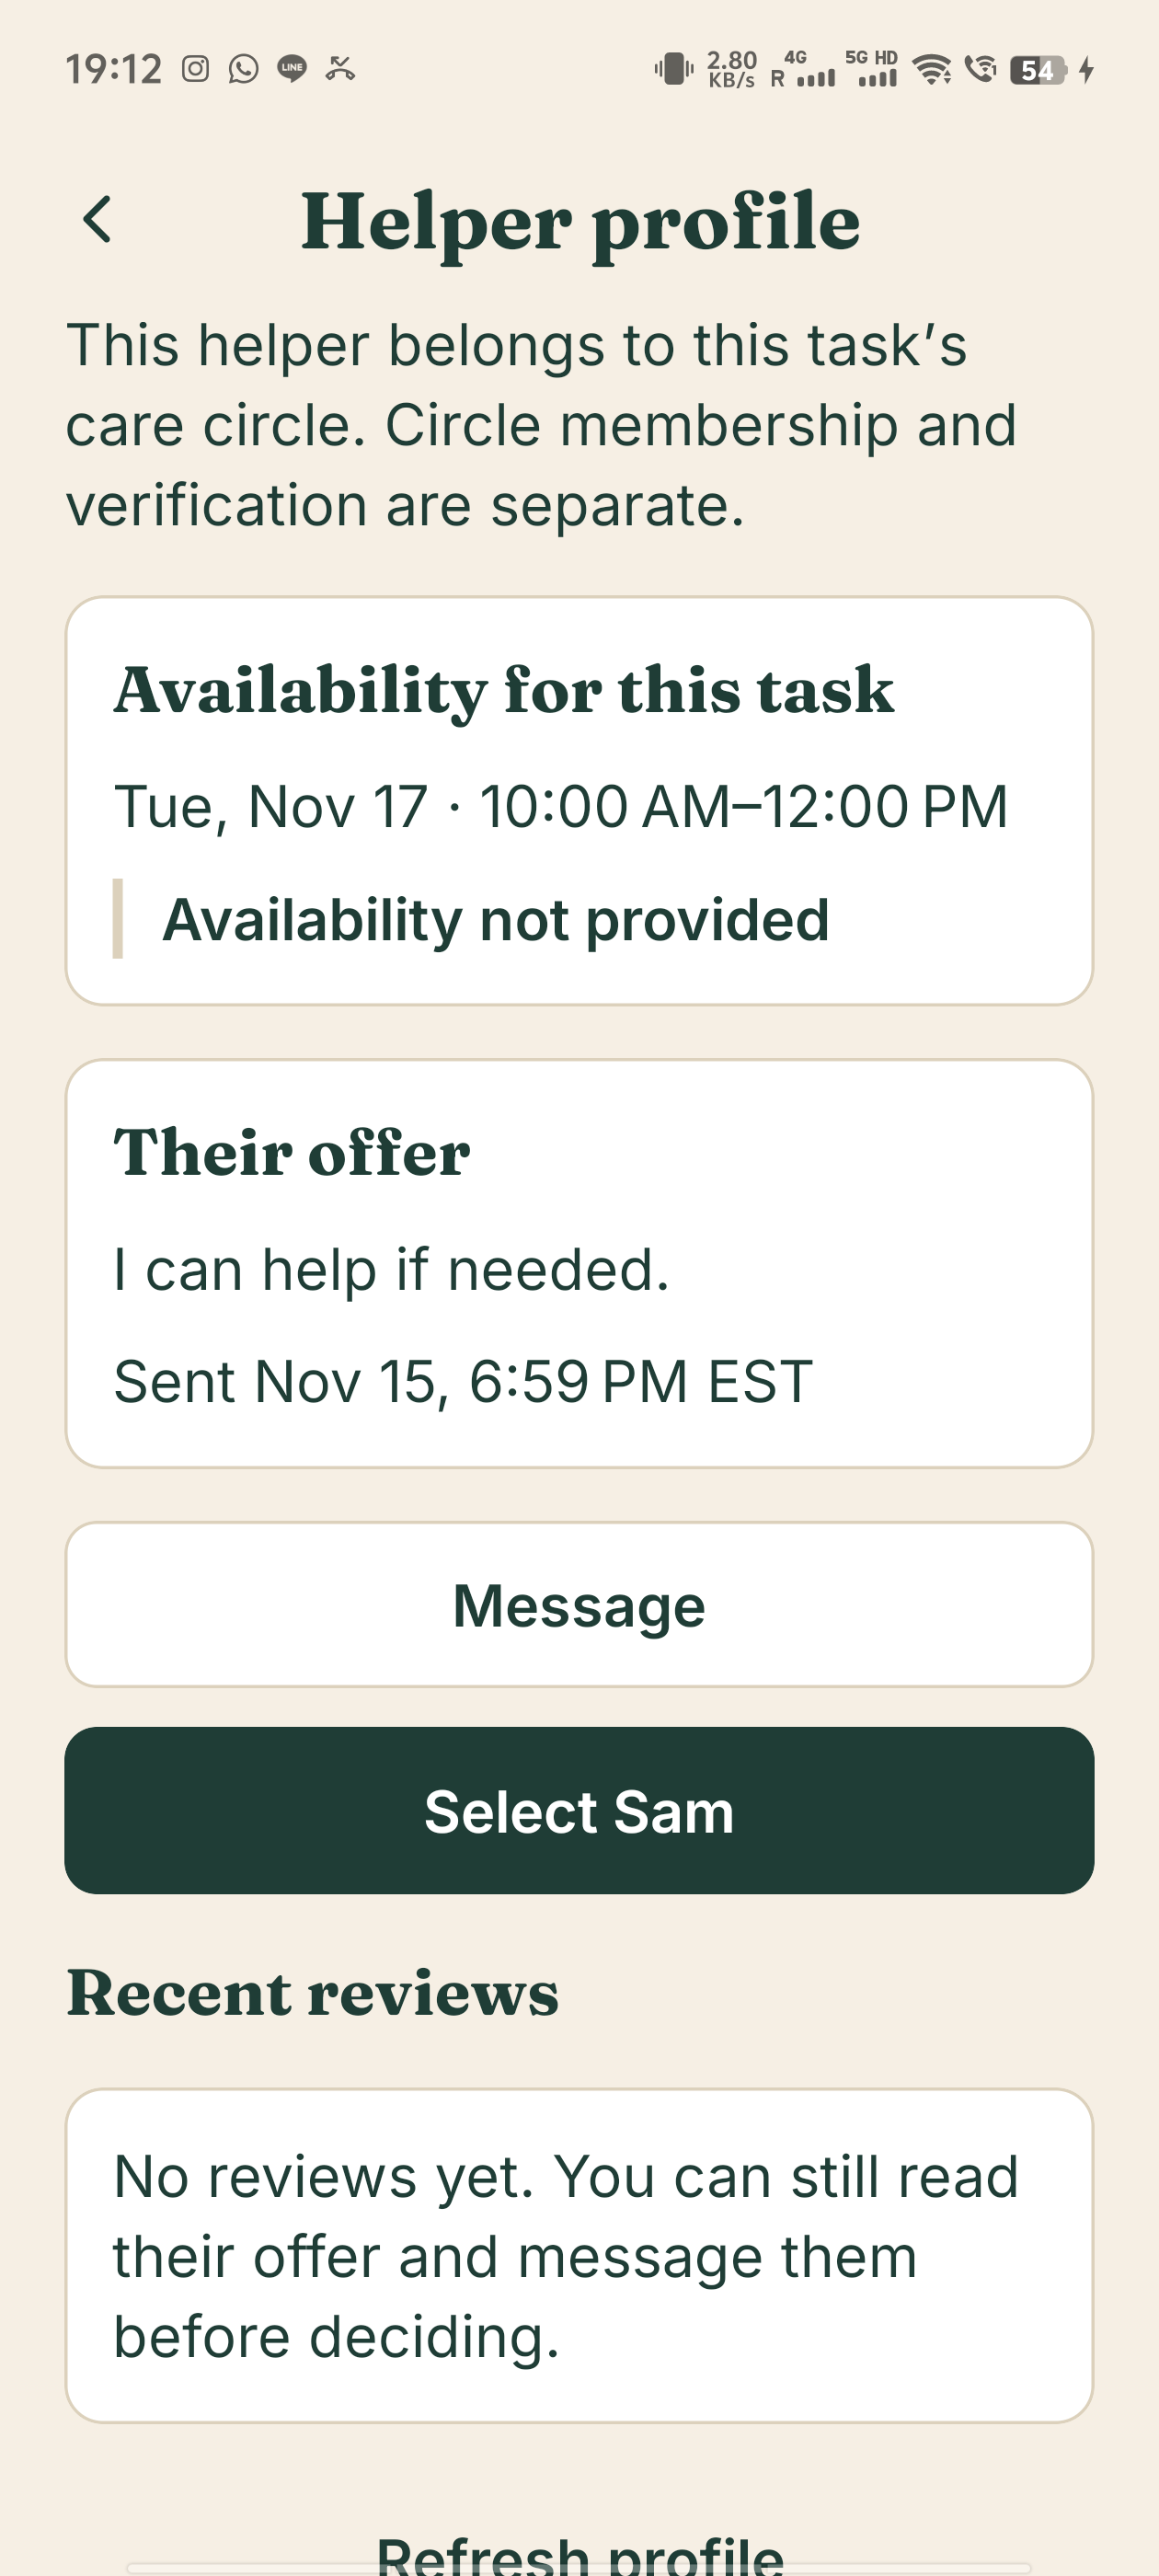 19:12
LINE
2.80
KB/s
R
4G
5G HD
54
Helper profile
This helper belongs to this task’s
care circle. Circle membership and
verification are separate.
Availability for this task
Tue, Nov 17 · 10:00 AM–12:00 PM
Availability not provided
Their offer
I can help if needed.
Sent Nov 15, 6:59 PM EST
Message
Select Sam
Recent reviews
No reviews yet. You can still read
their offer and message them
before deciding.
Refresh profile